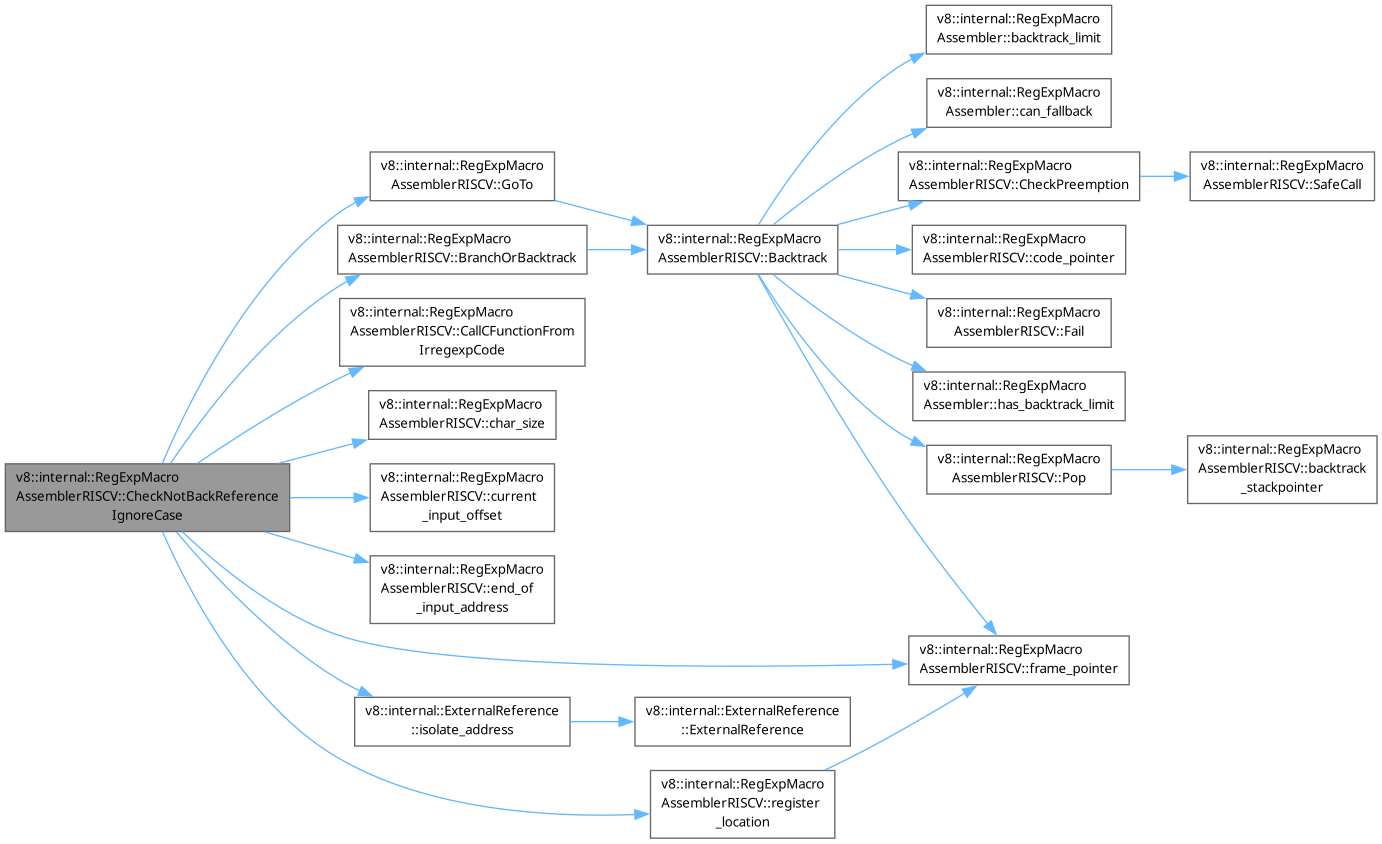 v8::internal::RegExpMacro
AssemblerRISCV::CheckNotBackReference
IgnoreCase
v8::internal::RegExpMacro
AssemblerRISCV::GoTo
v8::internal::RegExpMacro
AssemblerRISCV::BranchOrBacktrack
v8::internal::RegExpMacro
AssemblerRISCV::CallCFunctionFrom
IrregexpCode
v8::internal::RegExpMacro
AssemblerRISCV::char_size
v8::internal::RegExpMacro
AssemblerRISCV::current
_input_offset
v8::internal::RegExpMacro
AssemblerRISCV::end_of
_input_address
v8::internal::ExternalReference
::isolate_address
v8::internal::RegExpMacro
AssemblerRISCV::Backtrack
v8::internal::ExternalReference
::ExternalReference
v8::internal::RegExpMacro
AssemblerRISCV::register
_location
v8::internal::RegExpMacro
Assembler::backtrack_limit
v8::internal::RegExpMacro
Assembler::can_fallback
v8::internal::RegExpMacro
AssemblerRISCV::CheckPreemption
v8::internal::RegExpMacro
AssemblerRISCV::code_pointer
v8::internal::RegExpMacro
AssemblerRISCV::Fail
v8::internal::RegExpMacro
Assembler::has_backtrack_limit
v8::internal::RegExpMacro
AssemblerRISCV::Pop
v8::internal::RegExpMacro
AssemblerRISCV::frame_pointer
v8::internal::RegExpMacro
AssemblerRISCV::SafeCall
v8::internal::RegExpMacro
AssemblerRISCV::backtrack
_stackpointer